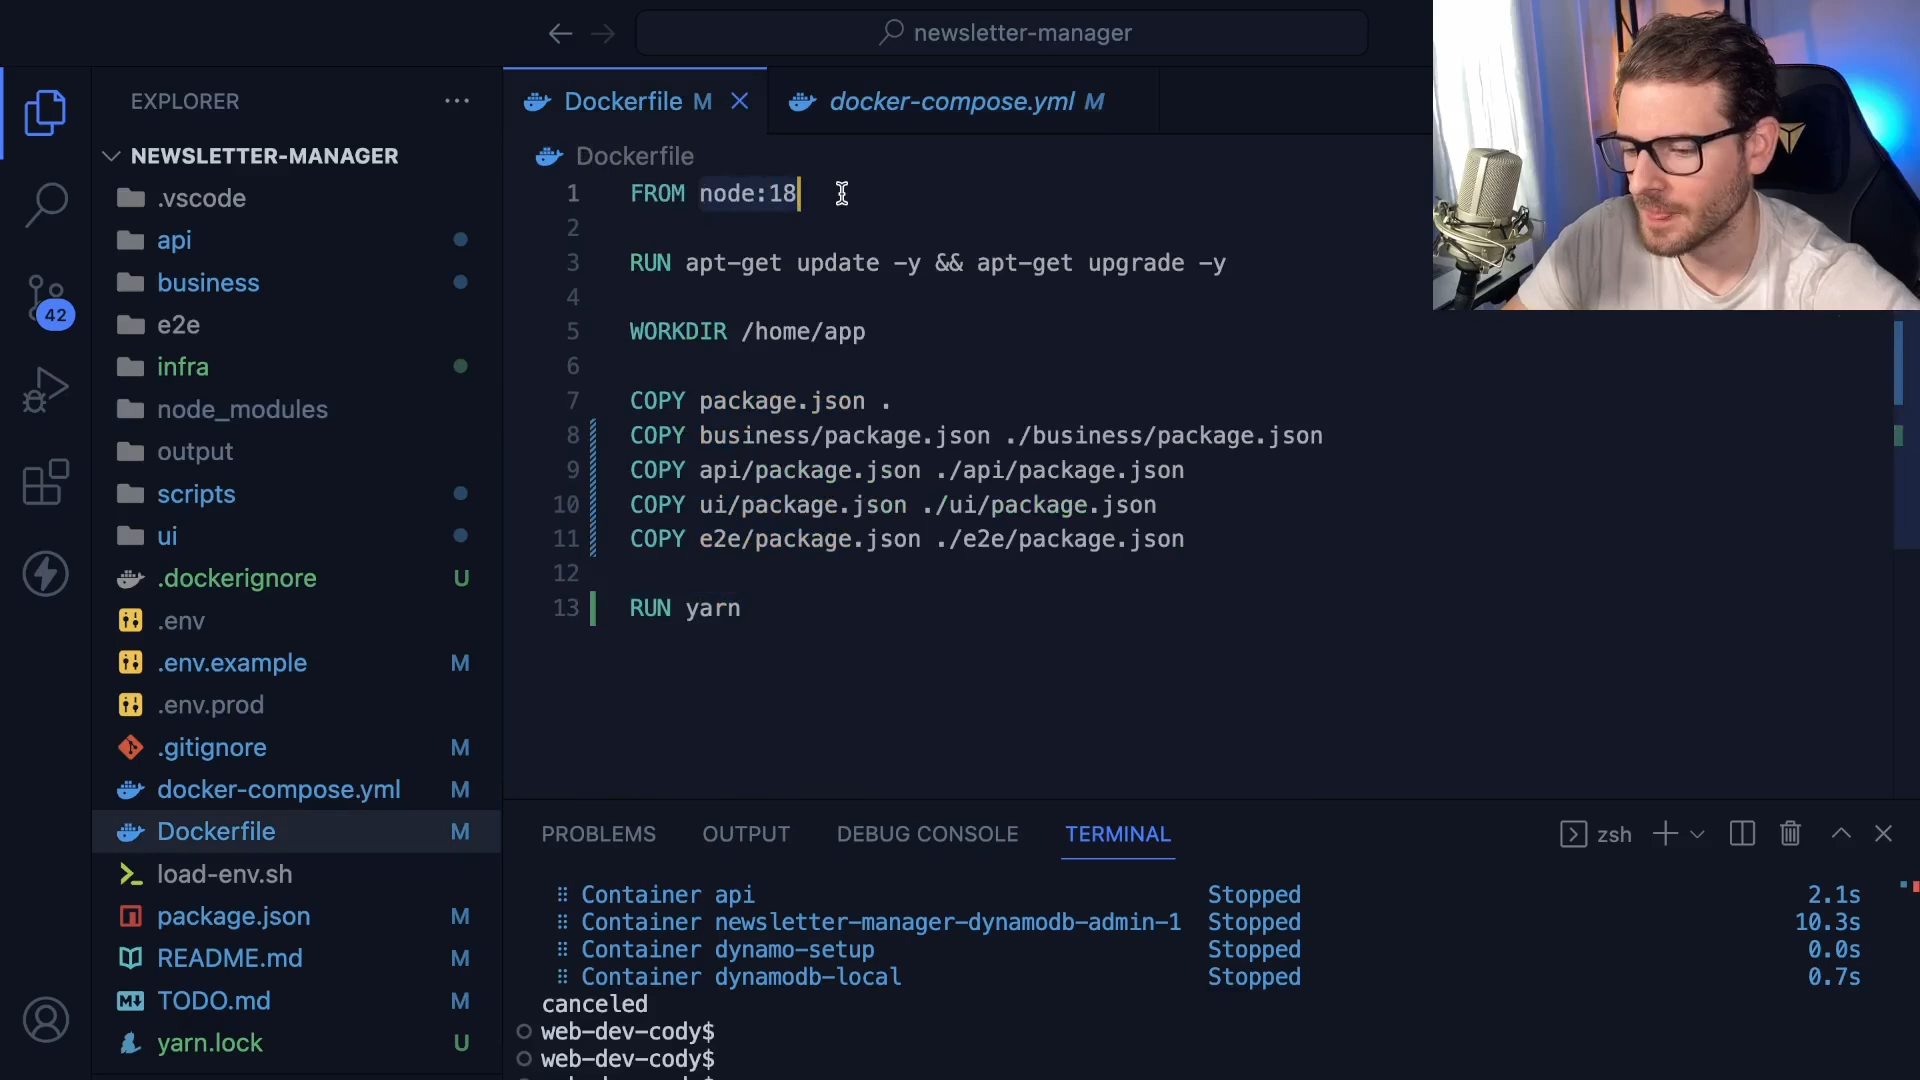 newsletter-manager
EXPLORER
NEWSLETTER-MANAGER
.vscode
api
business
e2e
infra
node_modules
output
scripts
ui
.dockerignore U
.env
.env.example M
.env.prod
.gitignore M
docker-compose.yml M
Dockerfile M
load-env.sh
package.json M
README.md M
TODO.md M
yarn.lock U
42
Dockerfile M
docker-compose.yml M
Dockerfile
1 FROM node:18
2
3 RUN apt-get update -y && apt-get upgrade -y
4
5 WORKDIR /home/app
6
7 COPY package.json .
8 COPY business/package.json ./business/package.json
9 COPY api/package.json ./api/package.json
10 COPY ui/package.json ./ui/package.json
11 COPY e2e/package.json ./e2e/package.json
12
13 RUN yarn
PROBLEMS OUTPUT DEBUG CONSOLE TERMINAL zsh
Container api Stopped 2.1s
Container newsletter-manager-dynamodb-admin-1 Stopped 10.3s
Container dynamo-setup Stopped 0.0s
Container dynamodb-local Stopped 0.7s
canceled
web-dev-cody$
web-dev-cody$